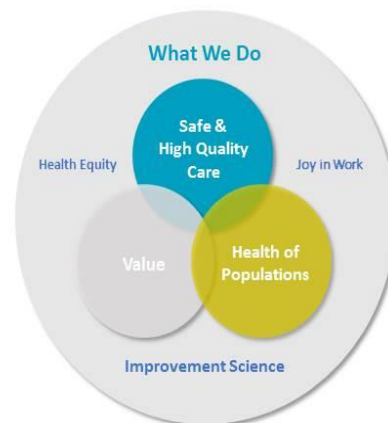 What We Do
Safe &
High Quality
Care
Health Equity
Joy in Work
Value
Health of
Populations
Improvement Science